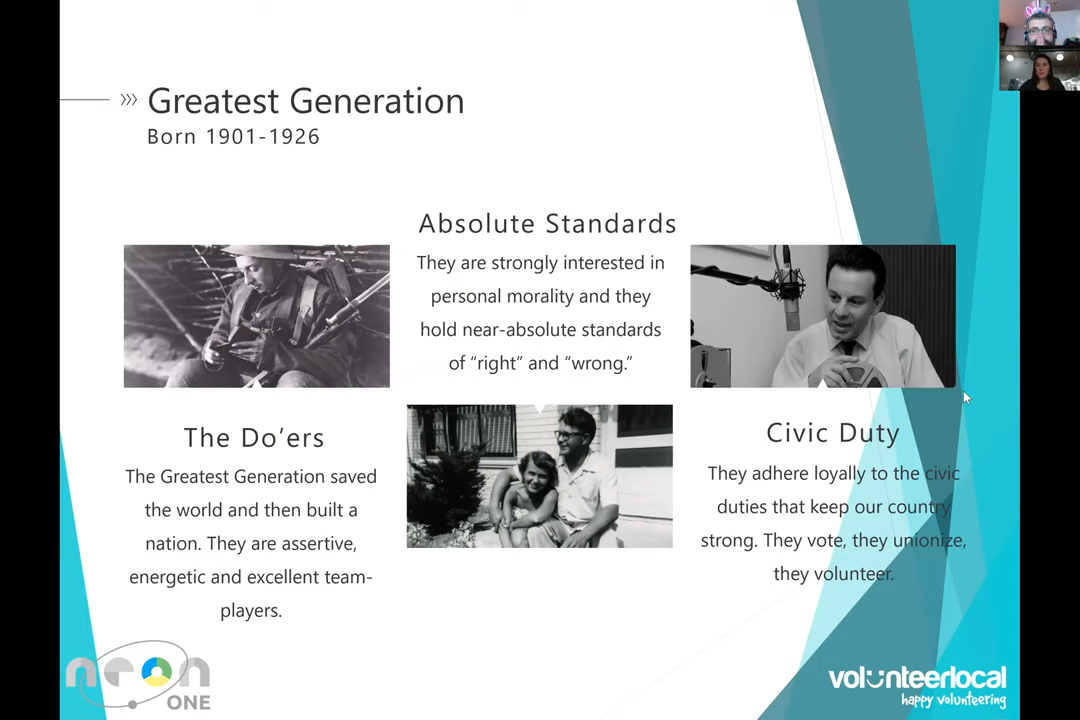 Greatest Generation
Born 1901-1926
Absolute Standards
They are strongly interested in
personal morality and they
hold near-absolute standards
of “right” and “wrong.”
The Do’ers
The Greatest Generation saved
the world and then built a
nation. They are assertive,
energetic and excellent team-
players.
Civic Duty
They adhere loyally to the civic
duties that keep our country
strong. They vote, they unionize,
they volunteer.
neon
ONE
volunteerlocal
happy volunteering